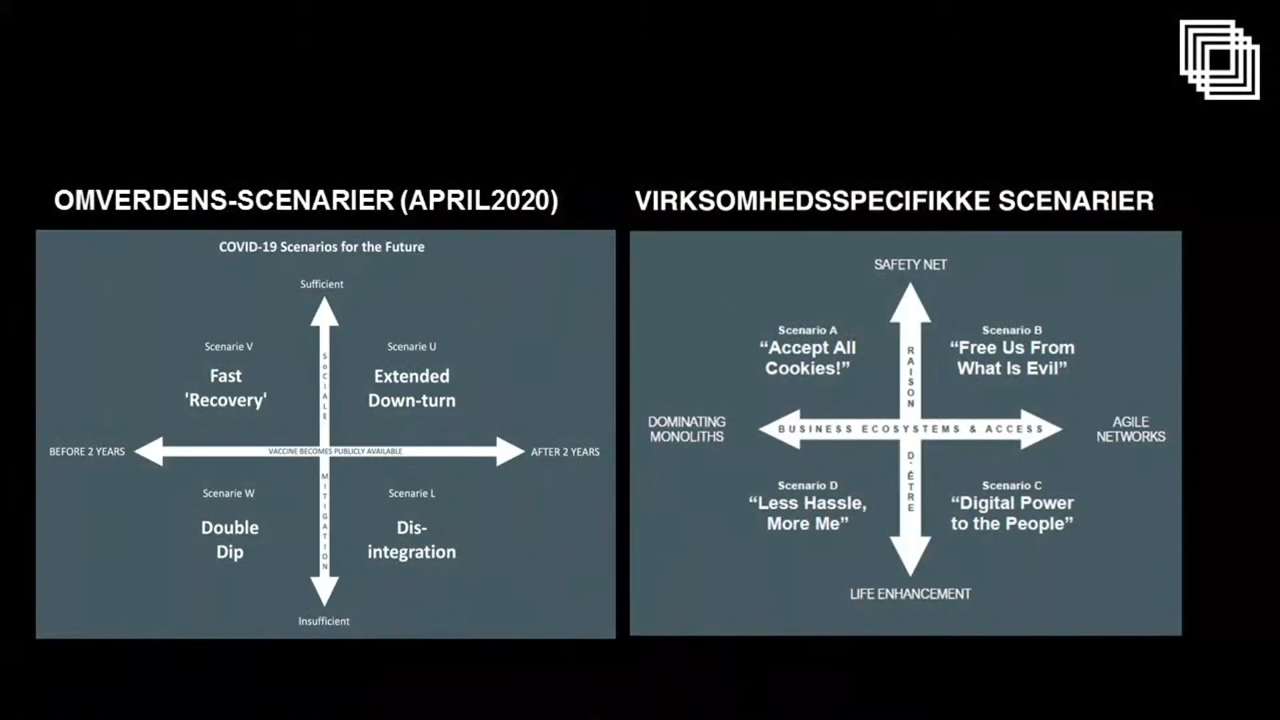 OMVERDENS-SCENARIER (APRIL2020)
COVID-19 Scenarios for the Future
Sufficient
Scenarie V
Fast
'Recovery'
Scenarie U
Extended
Down-turn
SOCIALE MITIGATION
BEFORE 2 YEARS
VACCINE BECOMES PUBLICLY AVAILABLE
AFTER 2 YEARS
Scenarie W
Double
Dip
Scenarie L
Dis-
integration
Insufficient
VIRKSOMHEDSSPECIFIKKE SCENARIER
SAFETY NET
Scenario A
“Accept All
Cookies!”
Scenario B
“Free Us From
What Is Evil”
RAISON D'ÊTRE
DOMINATING
MONOLITHS
BUSINESS ECOSYSTEMS & ACCESS
AGILE
NETWORKS
Scenario D
“Less Hassle,
More Me”
Scenario C
“Digital Power
to the People”
LIFE ENHANCEMENT